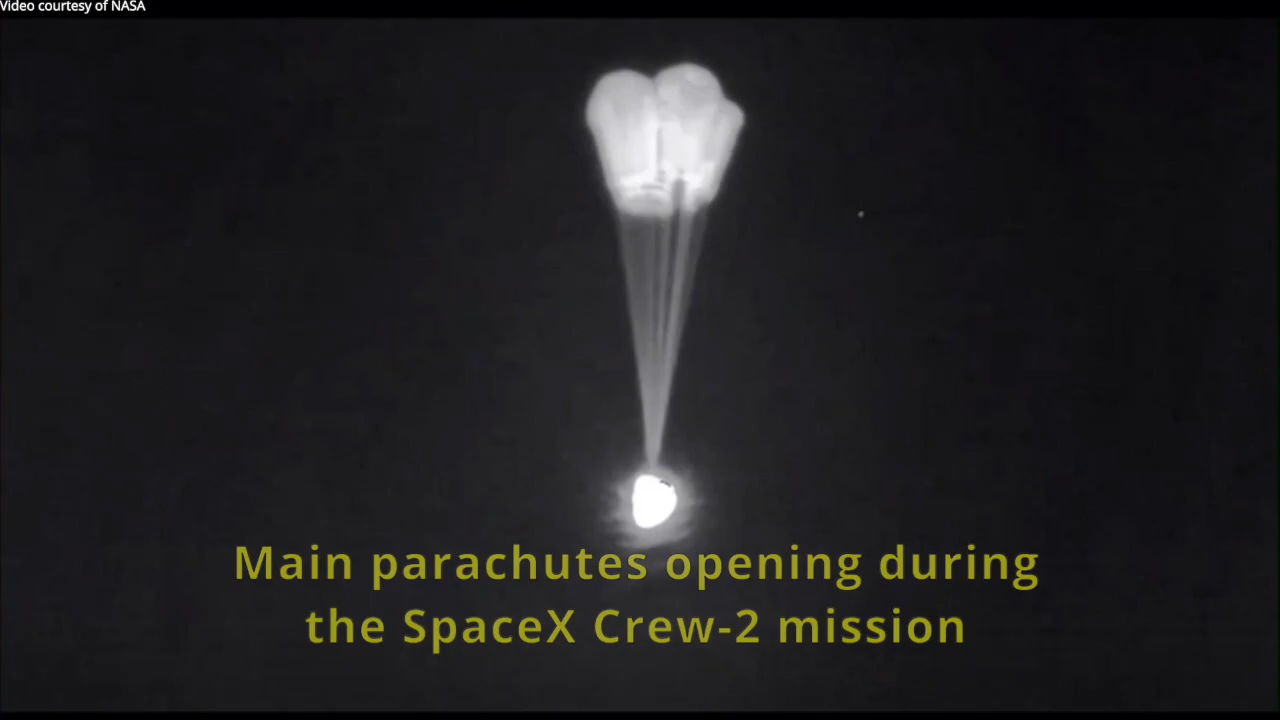 Video courtesy of NASA
Main parachutes opening during
the SpaceX Crew-2 mission